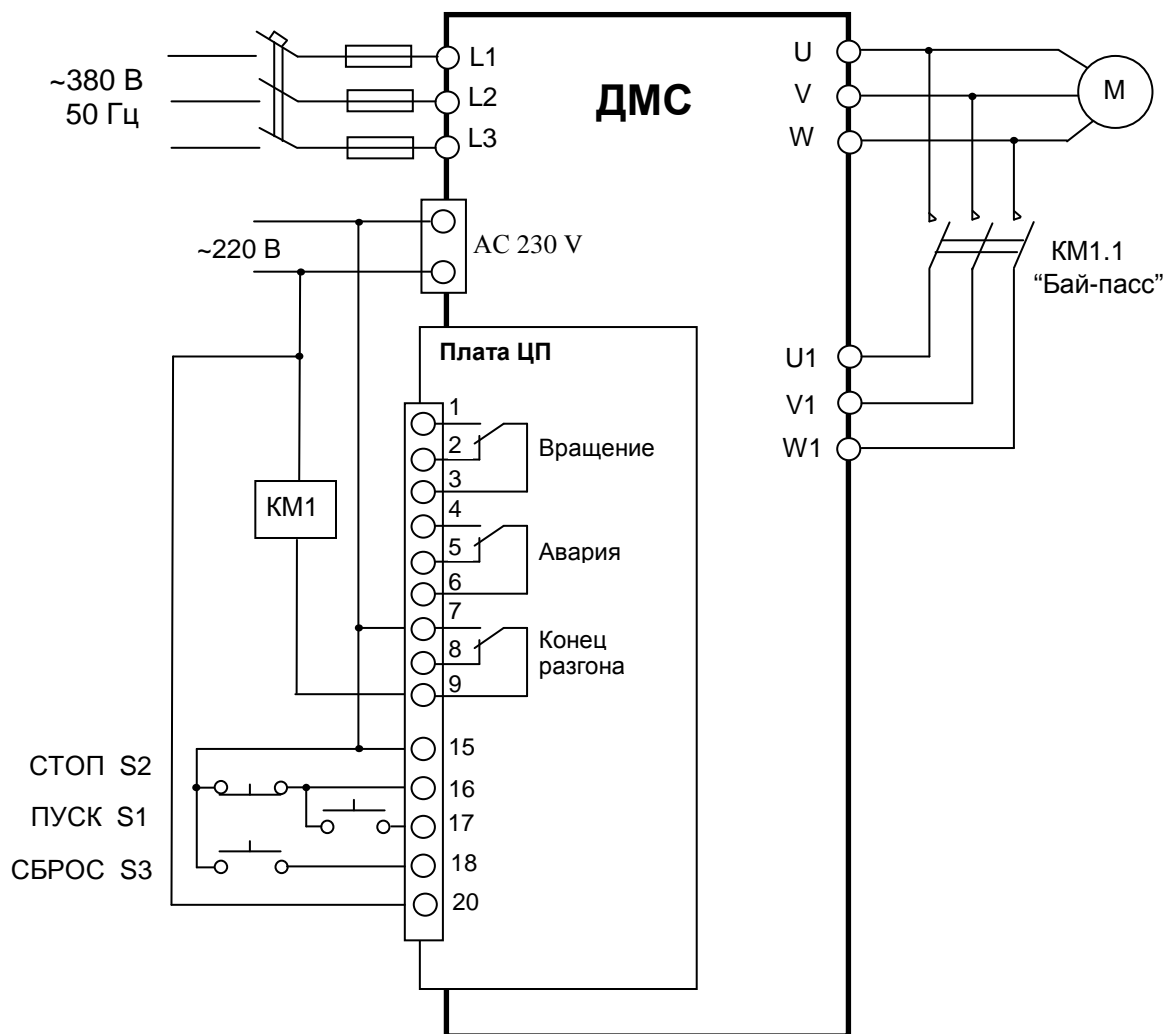 ~380 В
50 Гц
L1
L2
L3
ДМС
U
V
W
М
~220 В
AC 230 V
КМ1.1
“Бай-пасс”
U1
V1
W1
Плата ЦП
1
2
3
Вращение
4
5
6
Авария
7
8
9
Конец
разгона
КМ1
15
16
17
18
20
СТОП S2
ПУСК S1
СБРОС S3